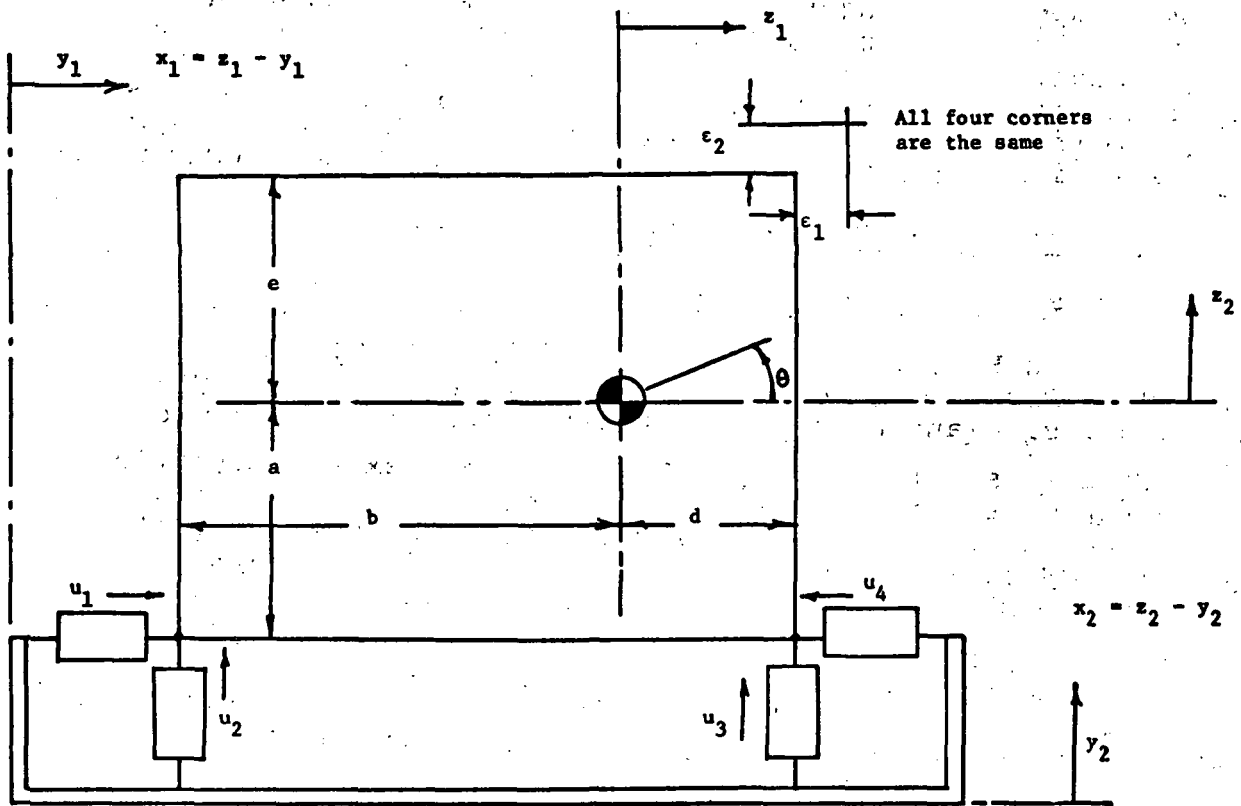 z₁
y₁
x₁ = z₁ - y₁
All four corners
are the same
ε₂
ε₁
e
z₂
θ
a
b
d
u₁
u₄
x₂ = z₂ - y₂
u₂
u₃
y₂